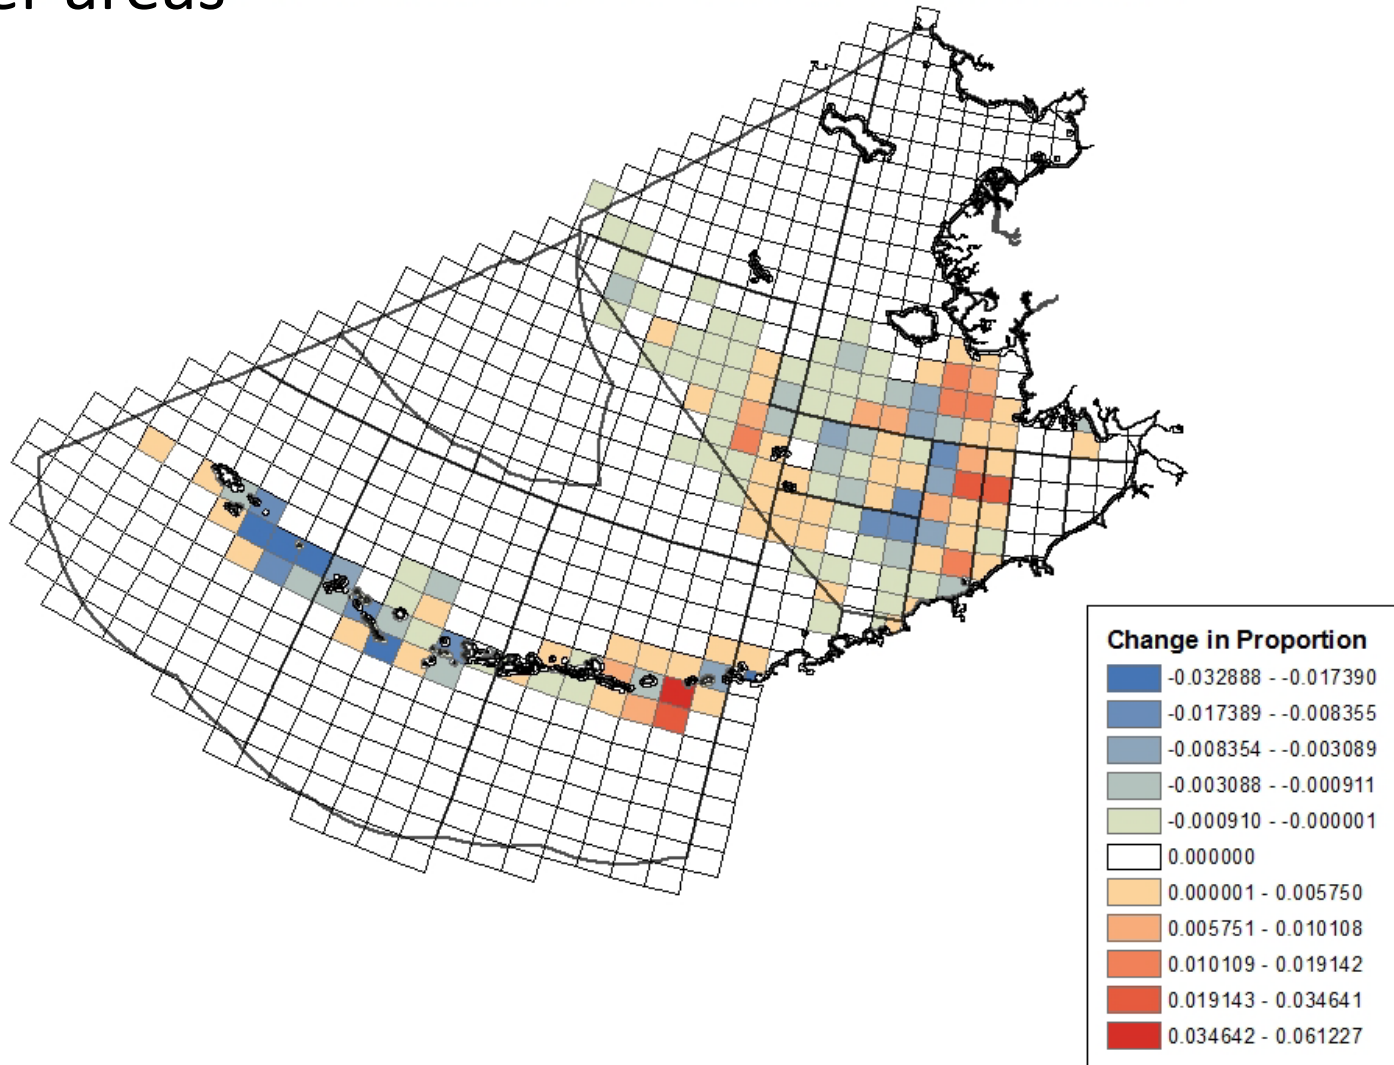 er areas
Change in Proportion
-0.032888 - -0.017390
-0.017389 - -0.008355
-0.008354 - -0.003089
-0.003088 - -0.000911
-0.000910 - -0.000001
0.000000
0.000001 - 0.005750
0.005751 - 0.010108
0.010109 - 0.019142
0.019143 - 0.034641
0.034642 - 0.061227